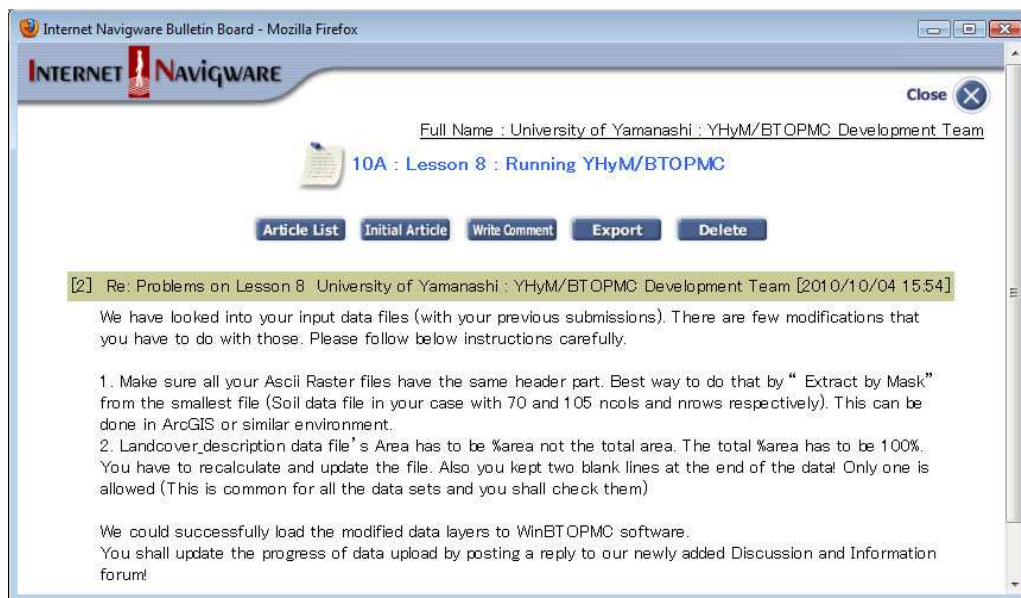 Internet Navigware Bulletin Board - Mozilla Firefox
INTERNET NAVIGWARE
Close
Full Name : University of Yamanashi : YHyM/BTOPMC Development Team
10A : Lesson 8 : Running YHyM/BTOPMC
Article List Initial Article Write Comment Export Delete
[2] Re: Problems on Lesson 8 University of Yamanashi : YHyM/BTOPMC Development Team [2010/10/04 15:54]
We have looked into your input data files (with your previous submissions). There are few modifications that
you have to do with those. Please follow below instructions carefully.
1. Make sure all your Ascii Raster files have the same header part. Best way to do that by “ Extract by Mask”
from the smallest file (Soil data file in your case with 70 and 105 ncols and nrows respectively). This can be
done in ArcGIS or similar environment.
2. Landcover_description data file’s Area has to be %area not the total area. The total %area has to be 100%.
You have to recalculate and update the file. Also you kept two blank lines at the end of the data! Only one is
allowed (This is common for all the data sets and you shall check them)
We could successfully load the modified data layers to WinBTOPMC software.
You shall update the progress of data upload by posting a reply to our newly added Discussion and Information
forum!